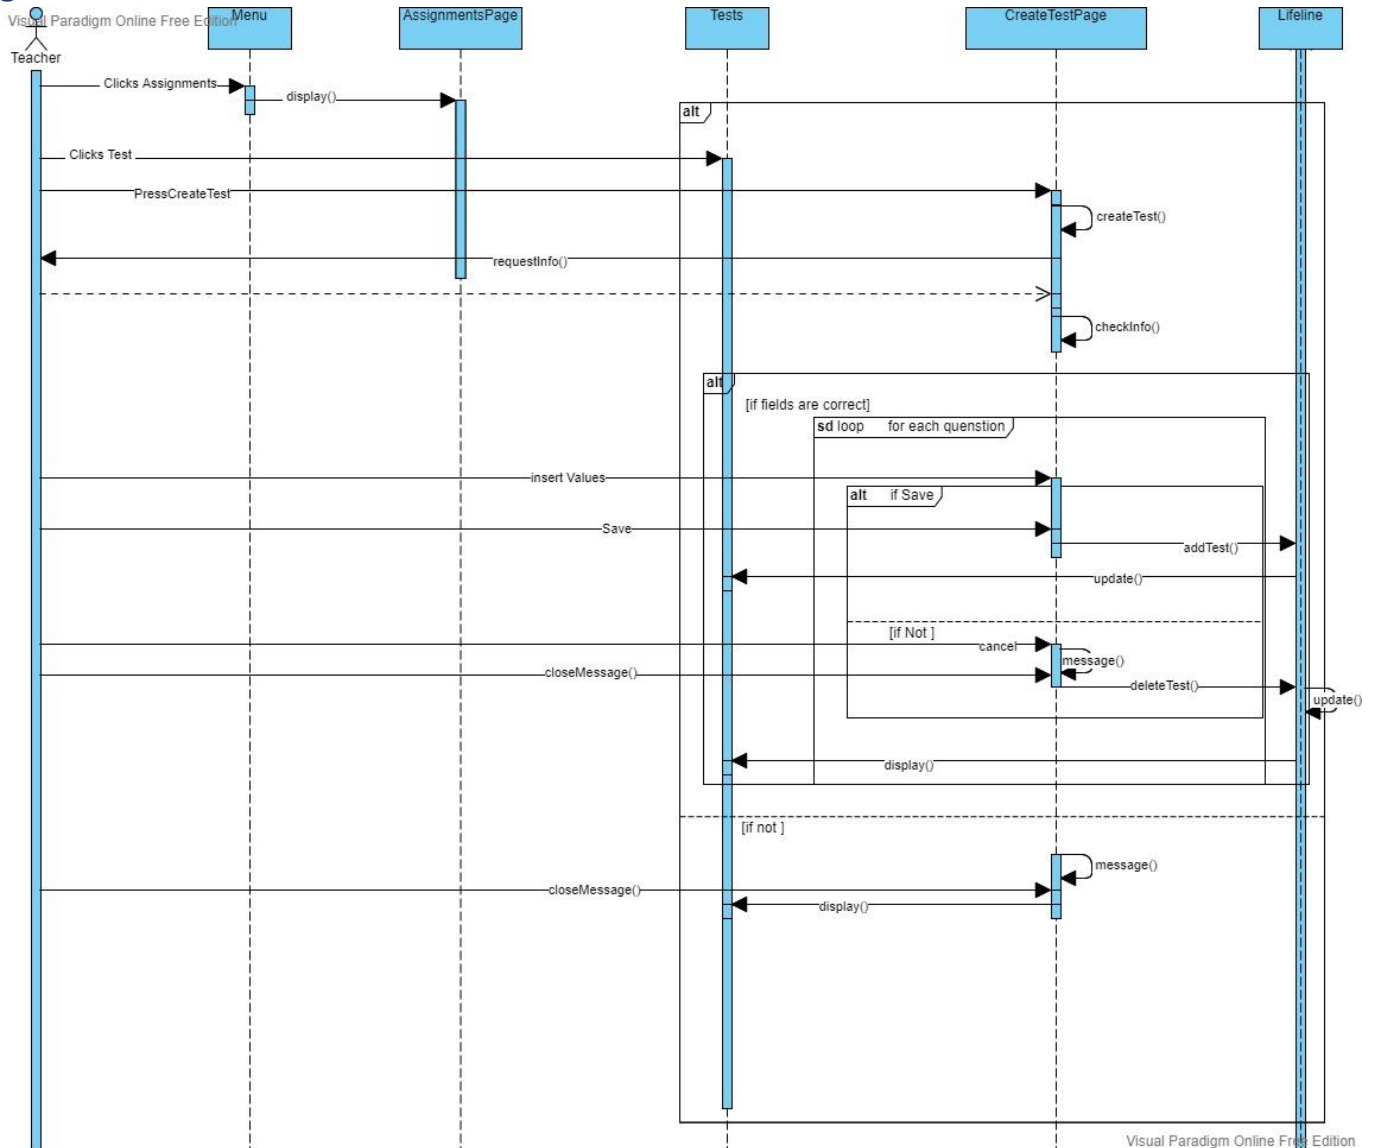 Visual Paradigm Online Free Edition
Teacher
Menu
AssignmentsPage
Tests
CreateTestPage
Lifeline
Clicks Assignments
display()
alt
Clicks Test
PressCreateTest
createTest()
requestInfo()
checkInfo()
alt
[if fields are correct]
sd loop for each quenstion
insert Values
alt if Save
Save
addTest()
update()
[if Not ]
cancel
message()
closeMessage()
deleteTest()
update()
display()
[if not ]
message()
closeMessage()
display()
Visual Paradigm Online Free Edition